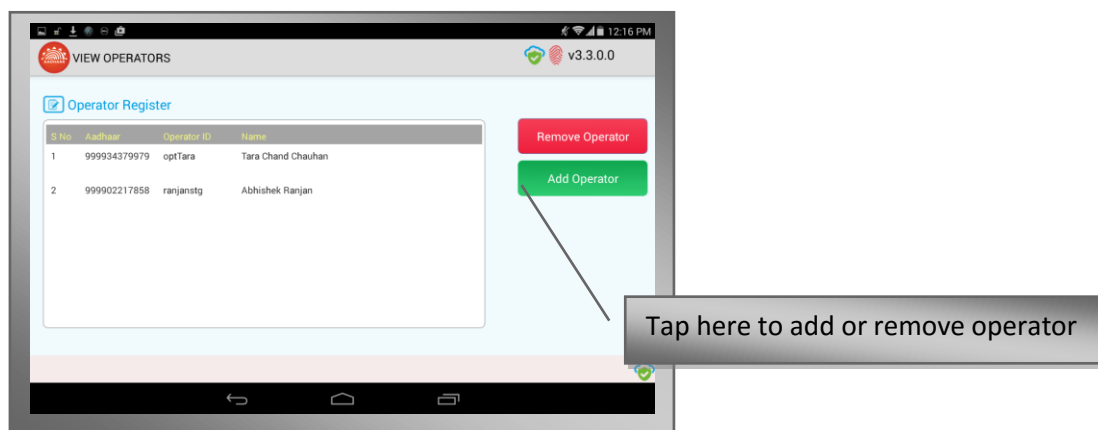 12:16 PM
VIEW OPERATORS
v3.3.0.0
Operator Register
S No Aadhaar Operator ID Name
1 999934379979 optTara Tara Chand Chauhan
2 999902217858 ranjanstg Abhishek Ranjan
Remove Operator
Add Operator
Tap here to add or remove operator